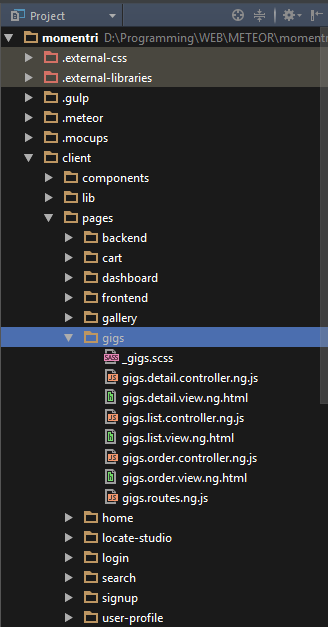 Project
momentri D:\Programming\WEB\METEOR\momentri
.external-css
.external-libraries
.gulp
.meteor
.mocups
client
components
lib
pages
backend
cart
dashboard
frontend
gallery
gigs
_gigs.scss
gigs.detail.controller.ng.js
gigs.detail.view.ng.html
gigs.list.controller.ng.js
gigs.list.view.ng.html
gigs.order.controller.ng.js
gigs.order.view.ng.html
gigs.routes.ng.js
home
locate-studio
login
search
signup
user-profile